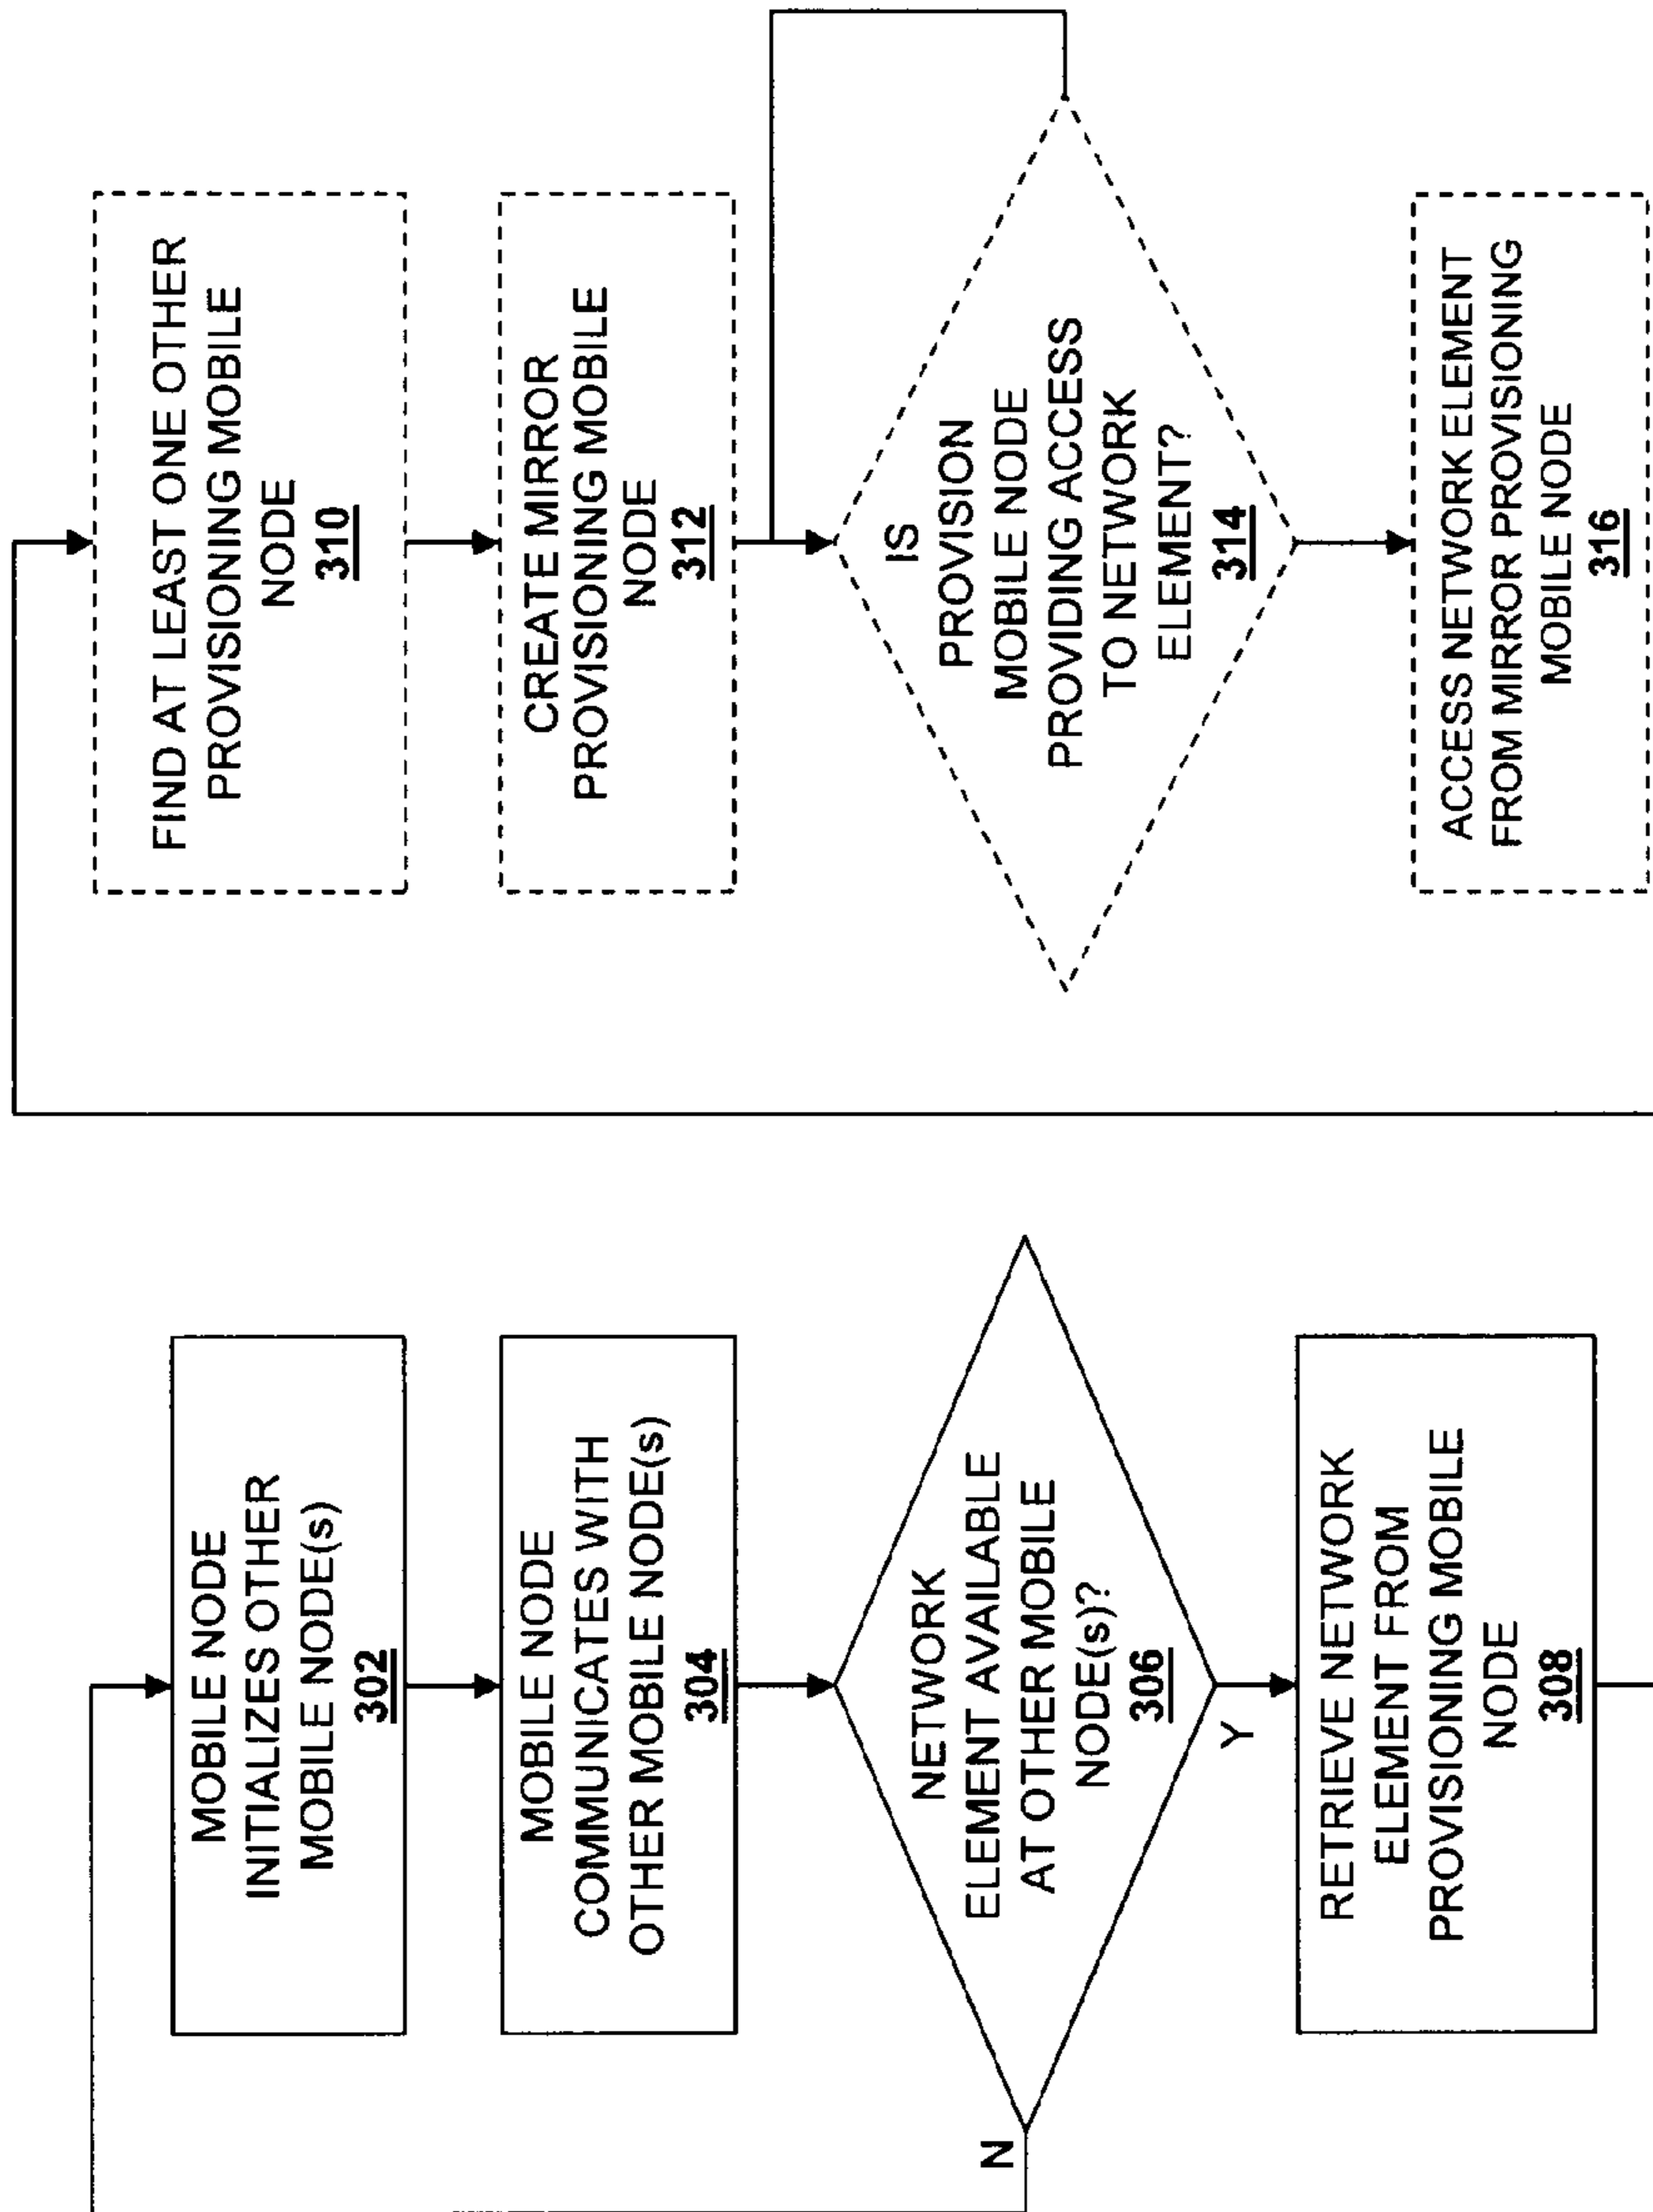 MOBILE NODE
INITIALIZES OTHER
MOBILE NODE(s)
302
MOBILE NODE
COMMUNICATES WITH
OTHER MOBILE NODE(s)
304
NETWORK
ELEMENT AVAILABLE
AT OTHER MOBILE
NODE(s)?
306
N
Y
RETRIEVE NETWORK
ELEMENT FROM
PROVISIONING MOBILE
NODE
308
FIND AT LEAST ONE OTHER
PROVISIONING MOBILE
NODE
310
CREATE MIRROR
PROVISIONING MOBILE
NODE
312
IS
PROVISION
MOBILE NODE
PROVIDING ACCESS
TO NETWORK
ELEMENT?
314
ACCESS NETWORK ELEMENT
FROM MIRROR PROVISIONING
MOBILE NODE
316